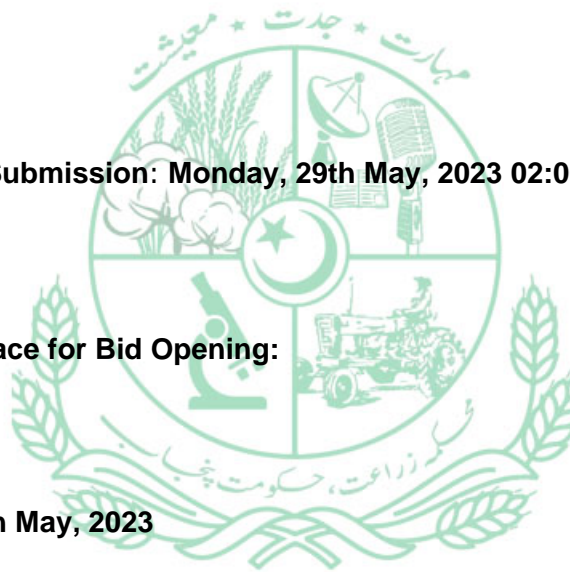 مہارت ٭ جدت ٭ معیشت
Submission: Monday, 29th May, 2023 02:0
ace for Bid Opening:
محکمہ زراعت، حکومت پنجاب
h May, 2023